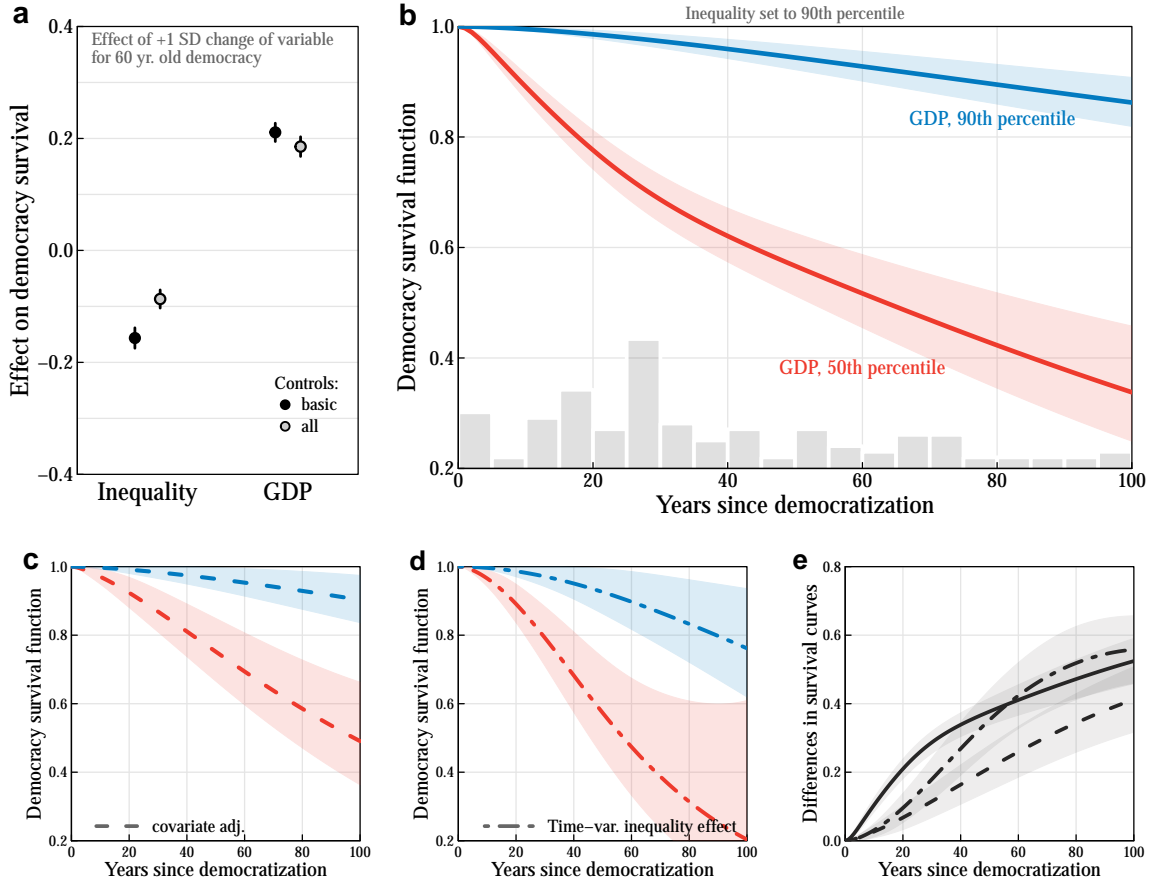 a
Effect of +1 SD change of variable
for 60 yr. old democracy
Effect on democracy survival
0.4
0.2
0.0
−0.2
−0.4
Controls:
basic
all
Inequality
GDP
b
Inequality set to 90th percentile
Democracy survival function
1.0
0.8
0.6
0.4
0.2
GDP, 90th percentile
GDP, 50th percentile
0 20 40 60 80 100
Years since democratization
c
Democracy survival function
1.0
0.8
0.6
0.4
0.2
covariate adj.
0 20 40 60 80 100
Years since democratization
d
Democracy survival function
1.0
0.8
0.6
0.4
0.2
Time−var. inequality effect
0 20 40 60 80 100
Years since democratization
e
Differences in survival curves
0.8
0.6
0.4
0.2
0.0
0 20 40 60 80 100
Years since democratization